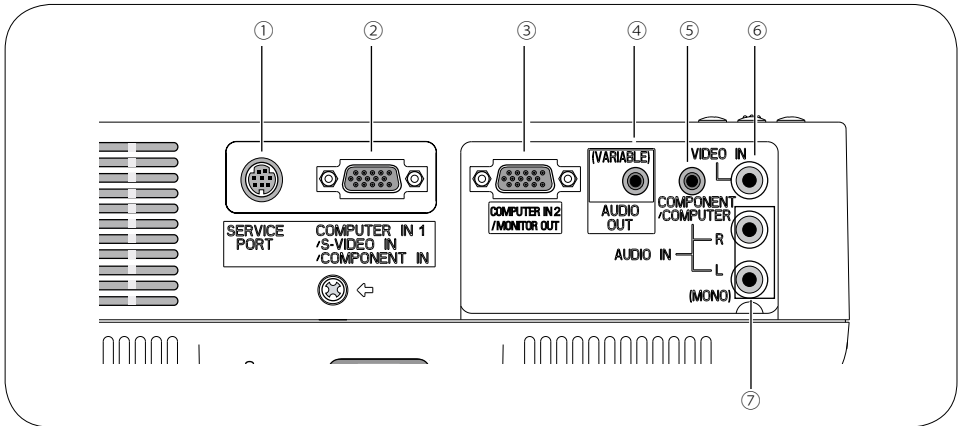 ① ② ③ ④ ⑤ ⑥
(VARIABLE)
VIDEO IN
SERVICE
PORT
COMPUTER IN 1
/S-VIDEO IN
/COMPONENT IN
COMPUTER IN 2
/MONITOR OUT
AUDIO
OUT
COMPONENT
/COMPUTER
AUDIO IN
R
L
(MONO)
⑦